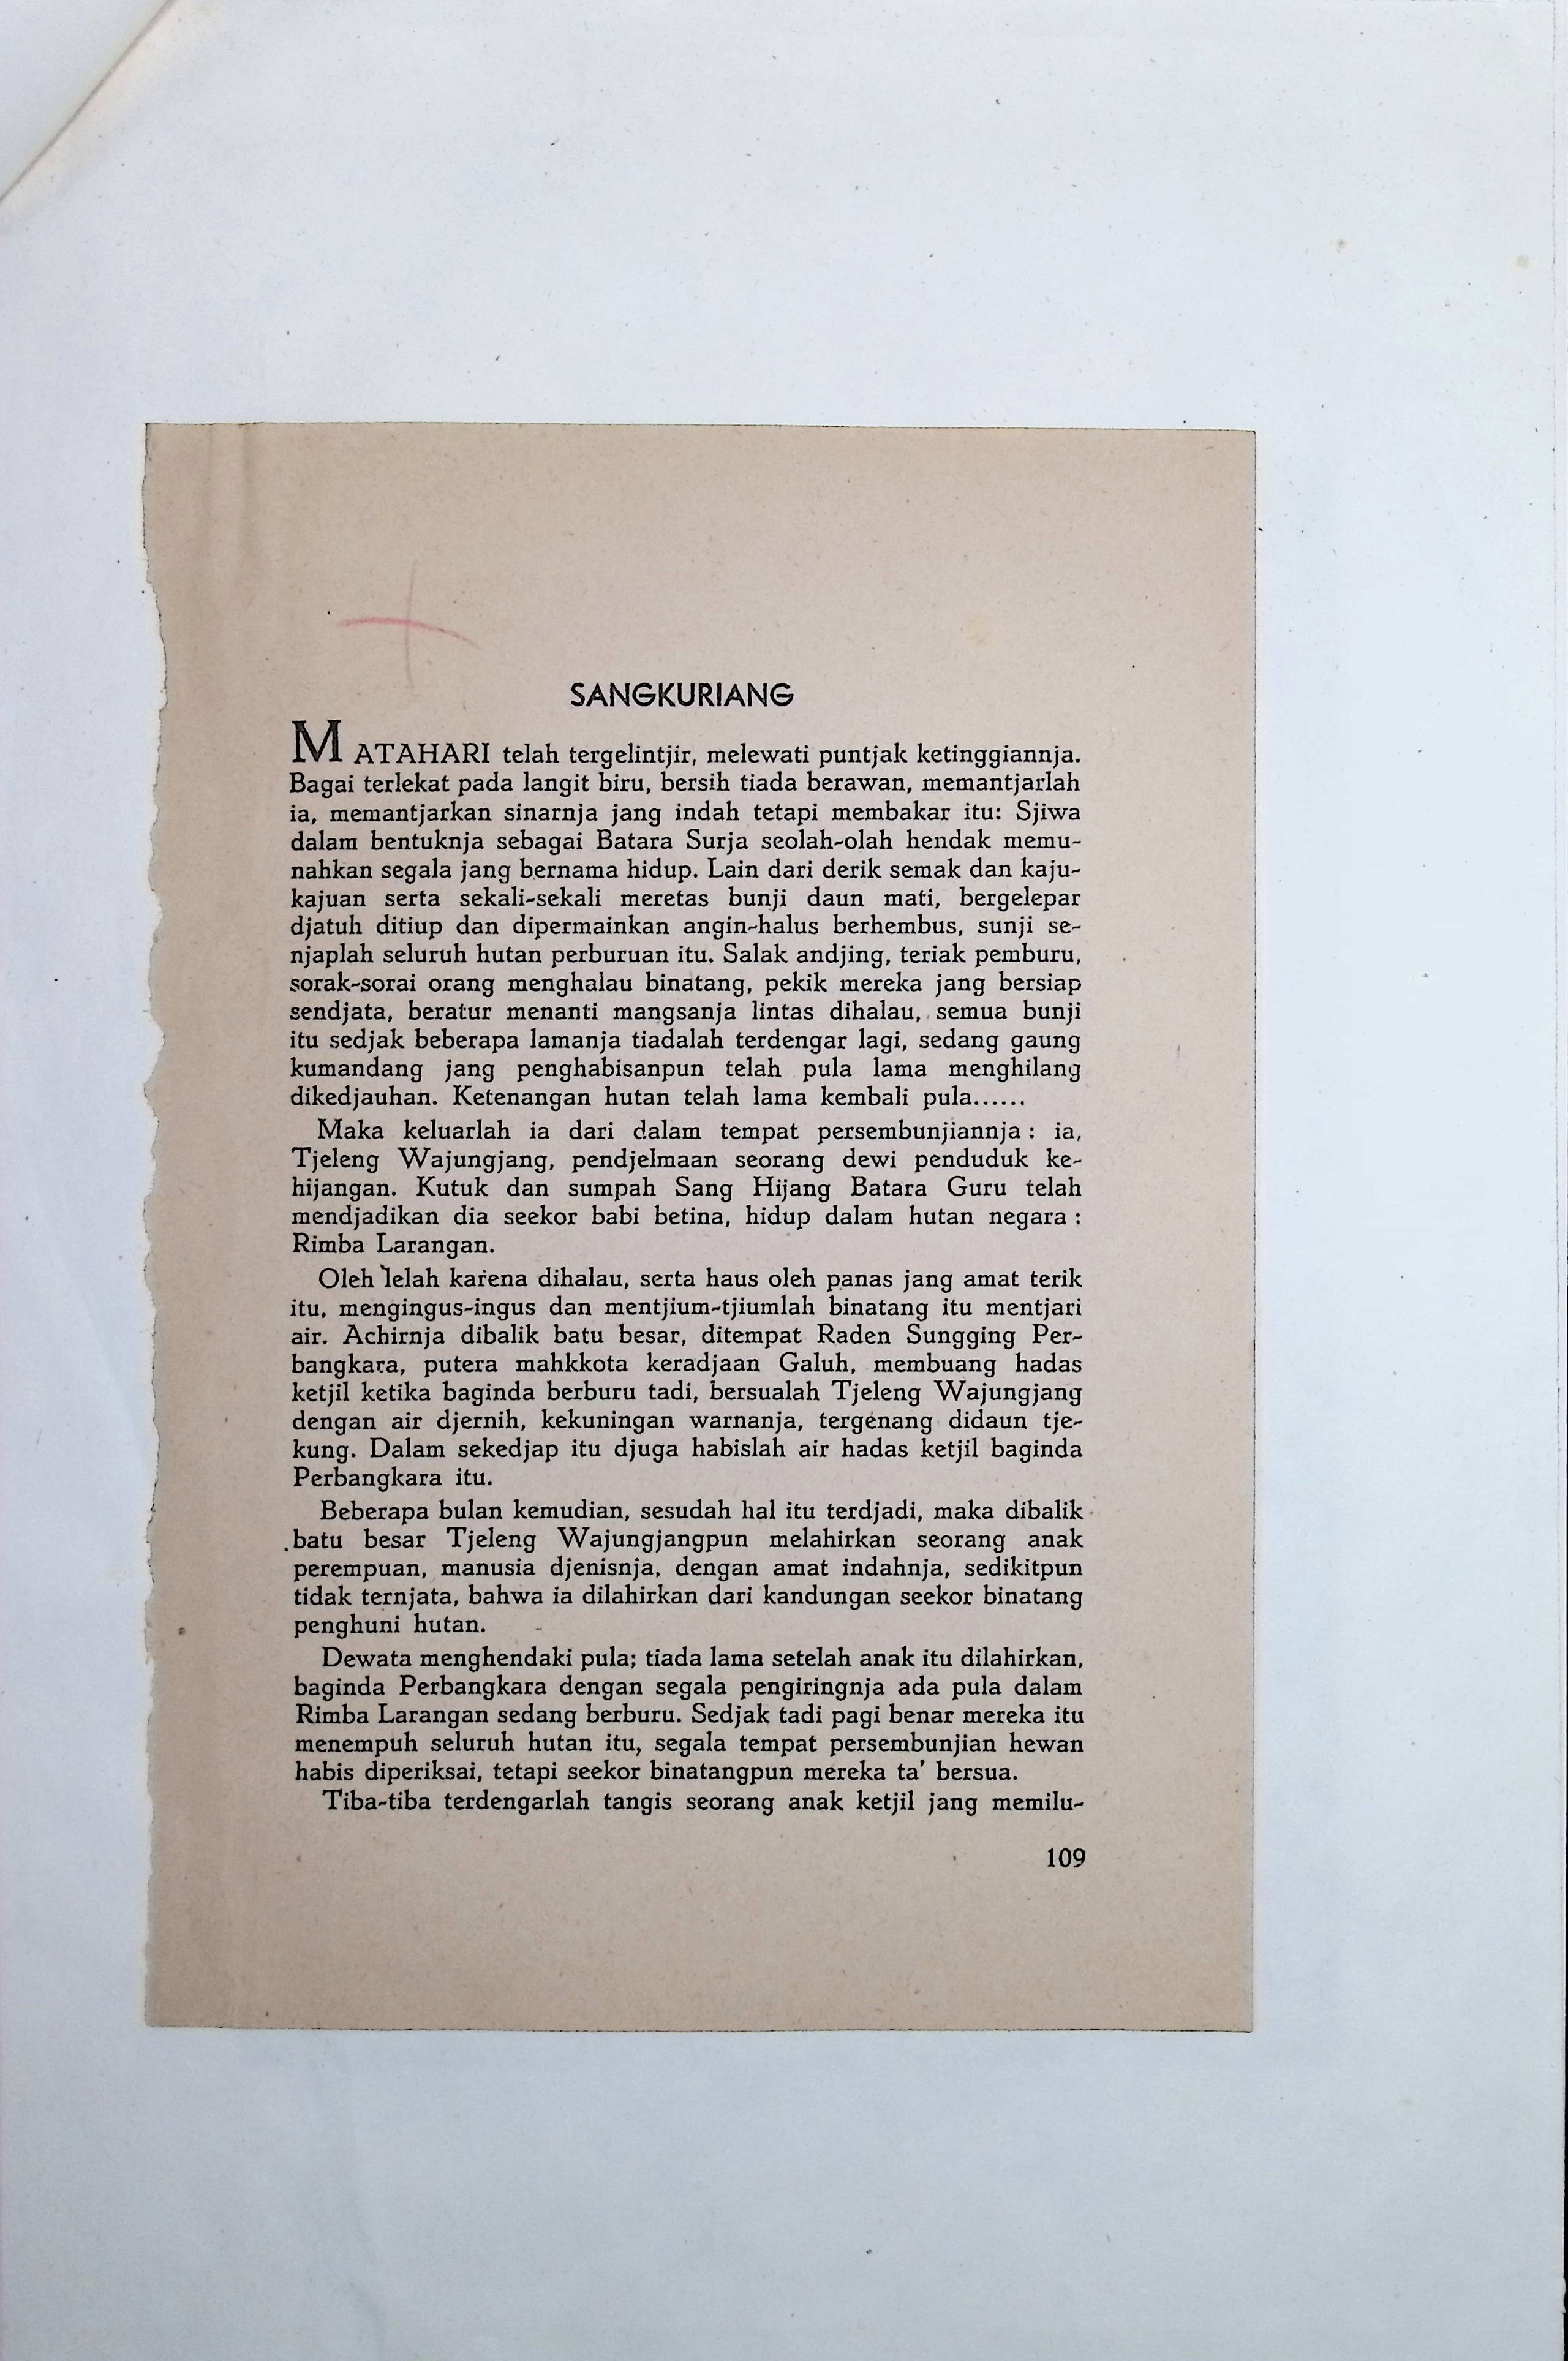 SANGKURIANG
MATAHARI telah tergelintjir, melewati puntjak ketinggiannja.
Bagai terlekat pada langit biru, bersih tiada berawan, memantjarlah
ia, memantjarkan sinarnja jang indah tetapi membakar itu: Sjiwa
dalam bentuknja sebagai Batara Surja seolah-olah hendak memu-
nahkan segala jang bernama hidup. Lain dari derik semak dan kaju-
kajuan serta sekali-sekali meretas bunji daun mati, bergelepar
djatuh ditiup dan dipermainkan angin-halus berhembus, sunji se-
njaplah seluruh hutan perburuan itu. Salak andjing, teriak pemburu,
sorak-sorai orang menghalau binatang, pekik mereka jang bersiap
sendjata, beratur menanti mangsanja lintas dihalau, semua bunji
itu sedjak beberapa lamanja tiadalah terdengar lagi, sedang gaung
kumandang jang penghabisanpun telah pula lama menghilang
dikedjauhan. Ketenangan hutan telah lama kembali pula......
Maka keluarlah ia dari dalam tempat persembunjiannja: ia,
Tjeleng Wajungjang, pendjelmaan seorang dewi penduduk ke-
hijangan. Kutuk dan sumpah Sang Hijang Batara Guru telah
mendjadikan dia seekor babi betina, hidup dalam hutan negara:
Rimba Larangan.
Oleh lelah karena dihalau, serta haus oleh panas jang amat terik
itu, mengingus-ingus dan mentjium-tjiumlah binatang itu mentjari
air. Achirnja dibalik batu besar, ditempat Raden Sungging Per-
bangkara, putera mahkkota keradjaan Galuh, membuang hadas
ketjil ketika baginda berburu tadi, bersualah Tjeleng Wajungjang
dengan air djernih, kekuningan warnanja, tergenang didaun tje-
kung. Dalam sekedjap itu djuga habislah air hadas ketjil baginda
Perbangkara itu.
Beberapa bulan kemudian, sesudah hal itu terdjadi, maka dibalik
batu besar Tjeleng Wajungjangpun melahirkan seorang anak
perempuan, manusia djenisnja, dengan amat indahnja, sedikitpun
tidak ternjata, bahwa ia dilahirkan dari kandungan seekor binatang
penghuni hutan.
Dewata menghendaki pula; tiada lama setelah anak itu dilahirkan,
baginda Perbangkara dengan segala pengiringnja ada pula dalam
Rimba Larangan sedang berburu. Sedjak tadi pagi benar mereka itu
menempuh seluruh hutan itu, segala tempat persembunjian hewan
habis diperiksai, tetapi seekor binatangpun mereka ta' bersua.
Tiba-tiba terdengarlah tangis seorang anak ketjil jang memilu-
109